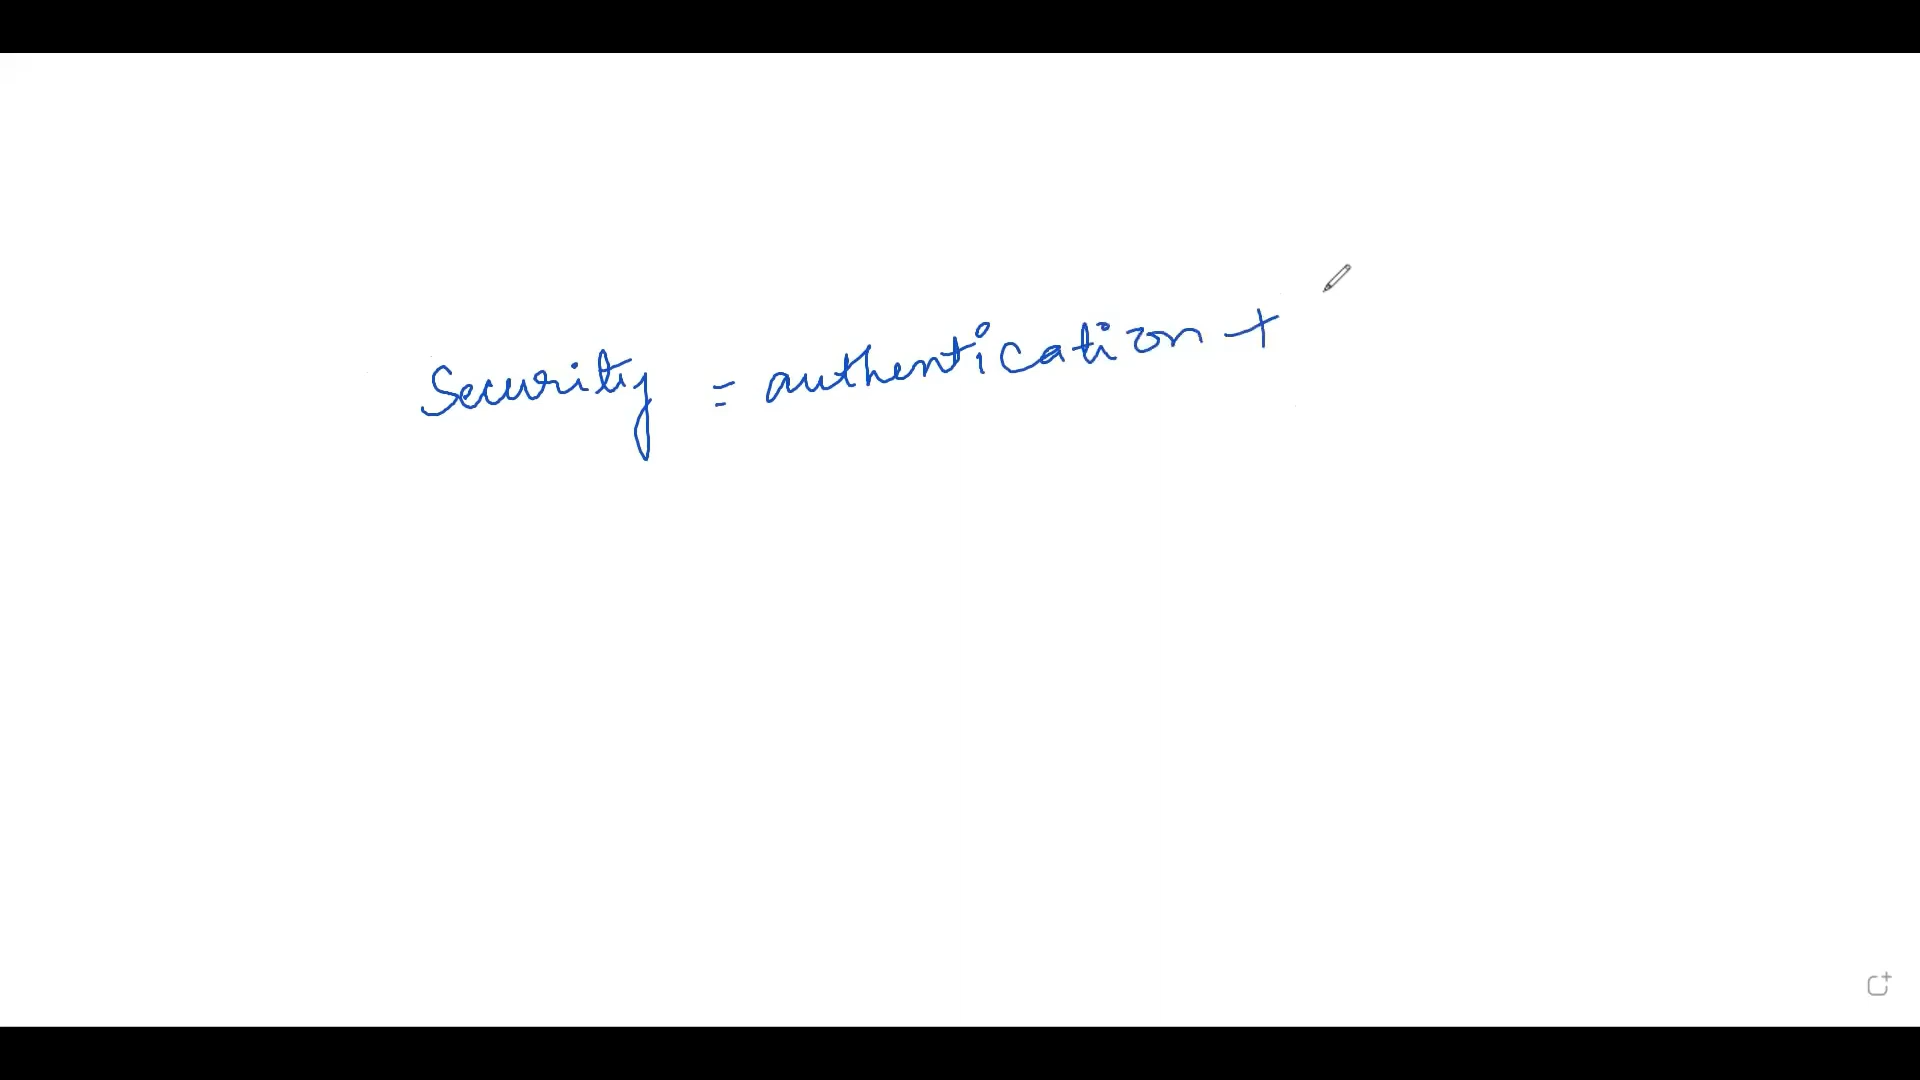 Security = authentication +